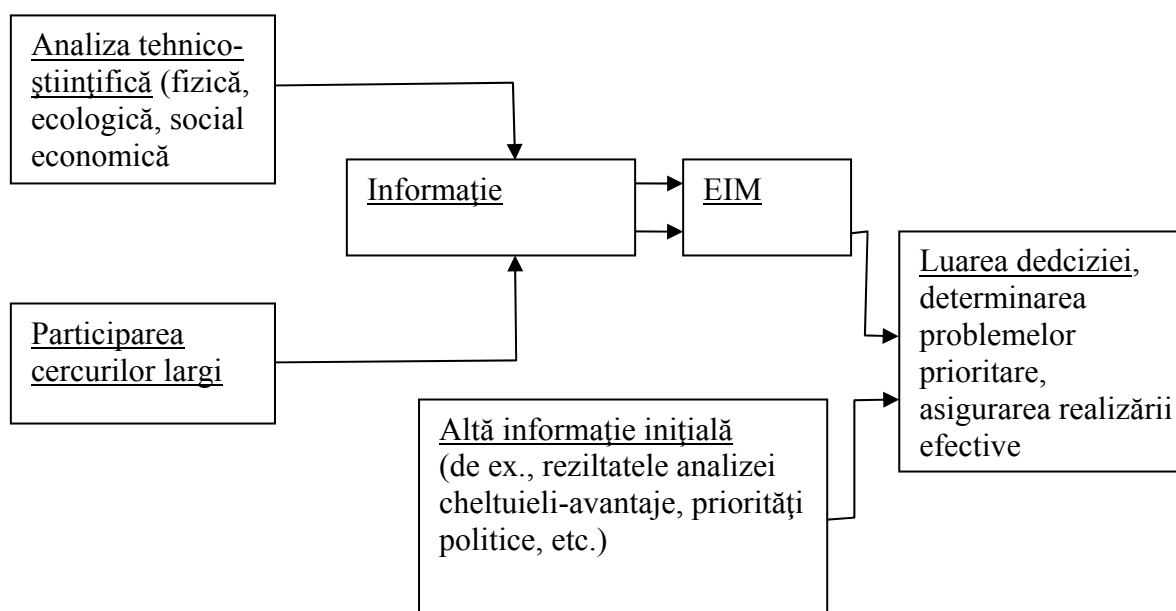 Analiza tehnico-
ştiinţifică (fizică,
ecologică, social
economică
Informaţie
EIM
Luarea dedciziei,
determinarea
problemelor
prioritare,
asigurarea realizării
efective
Participarea
cercurilor largi
Altă informaţie iniţială
(de ex., reziltatele analizei
cheltuieli-avantaje, priorităţi
politice, etc.)